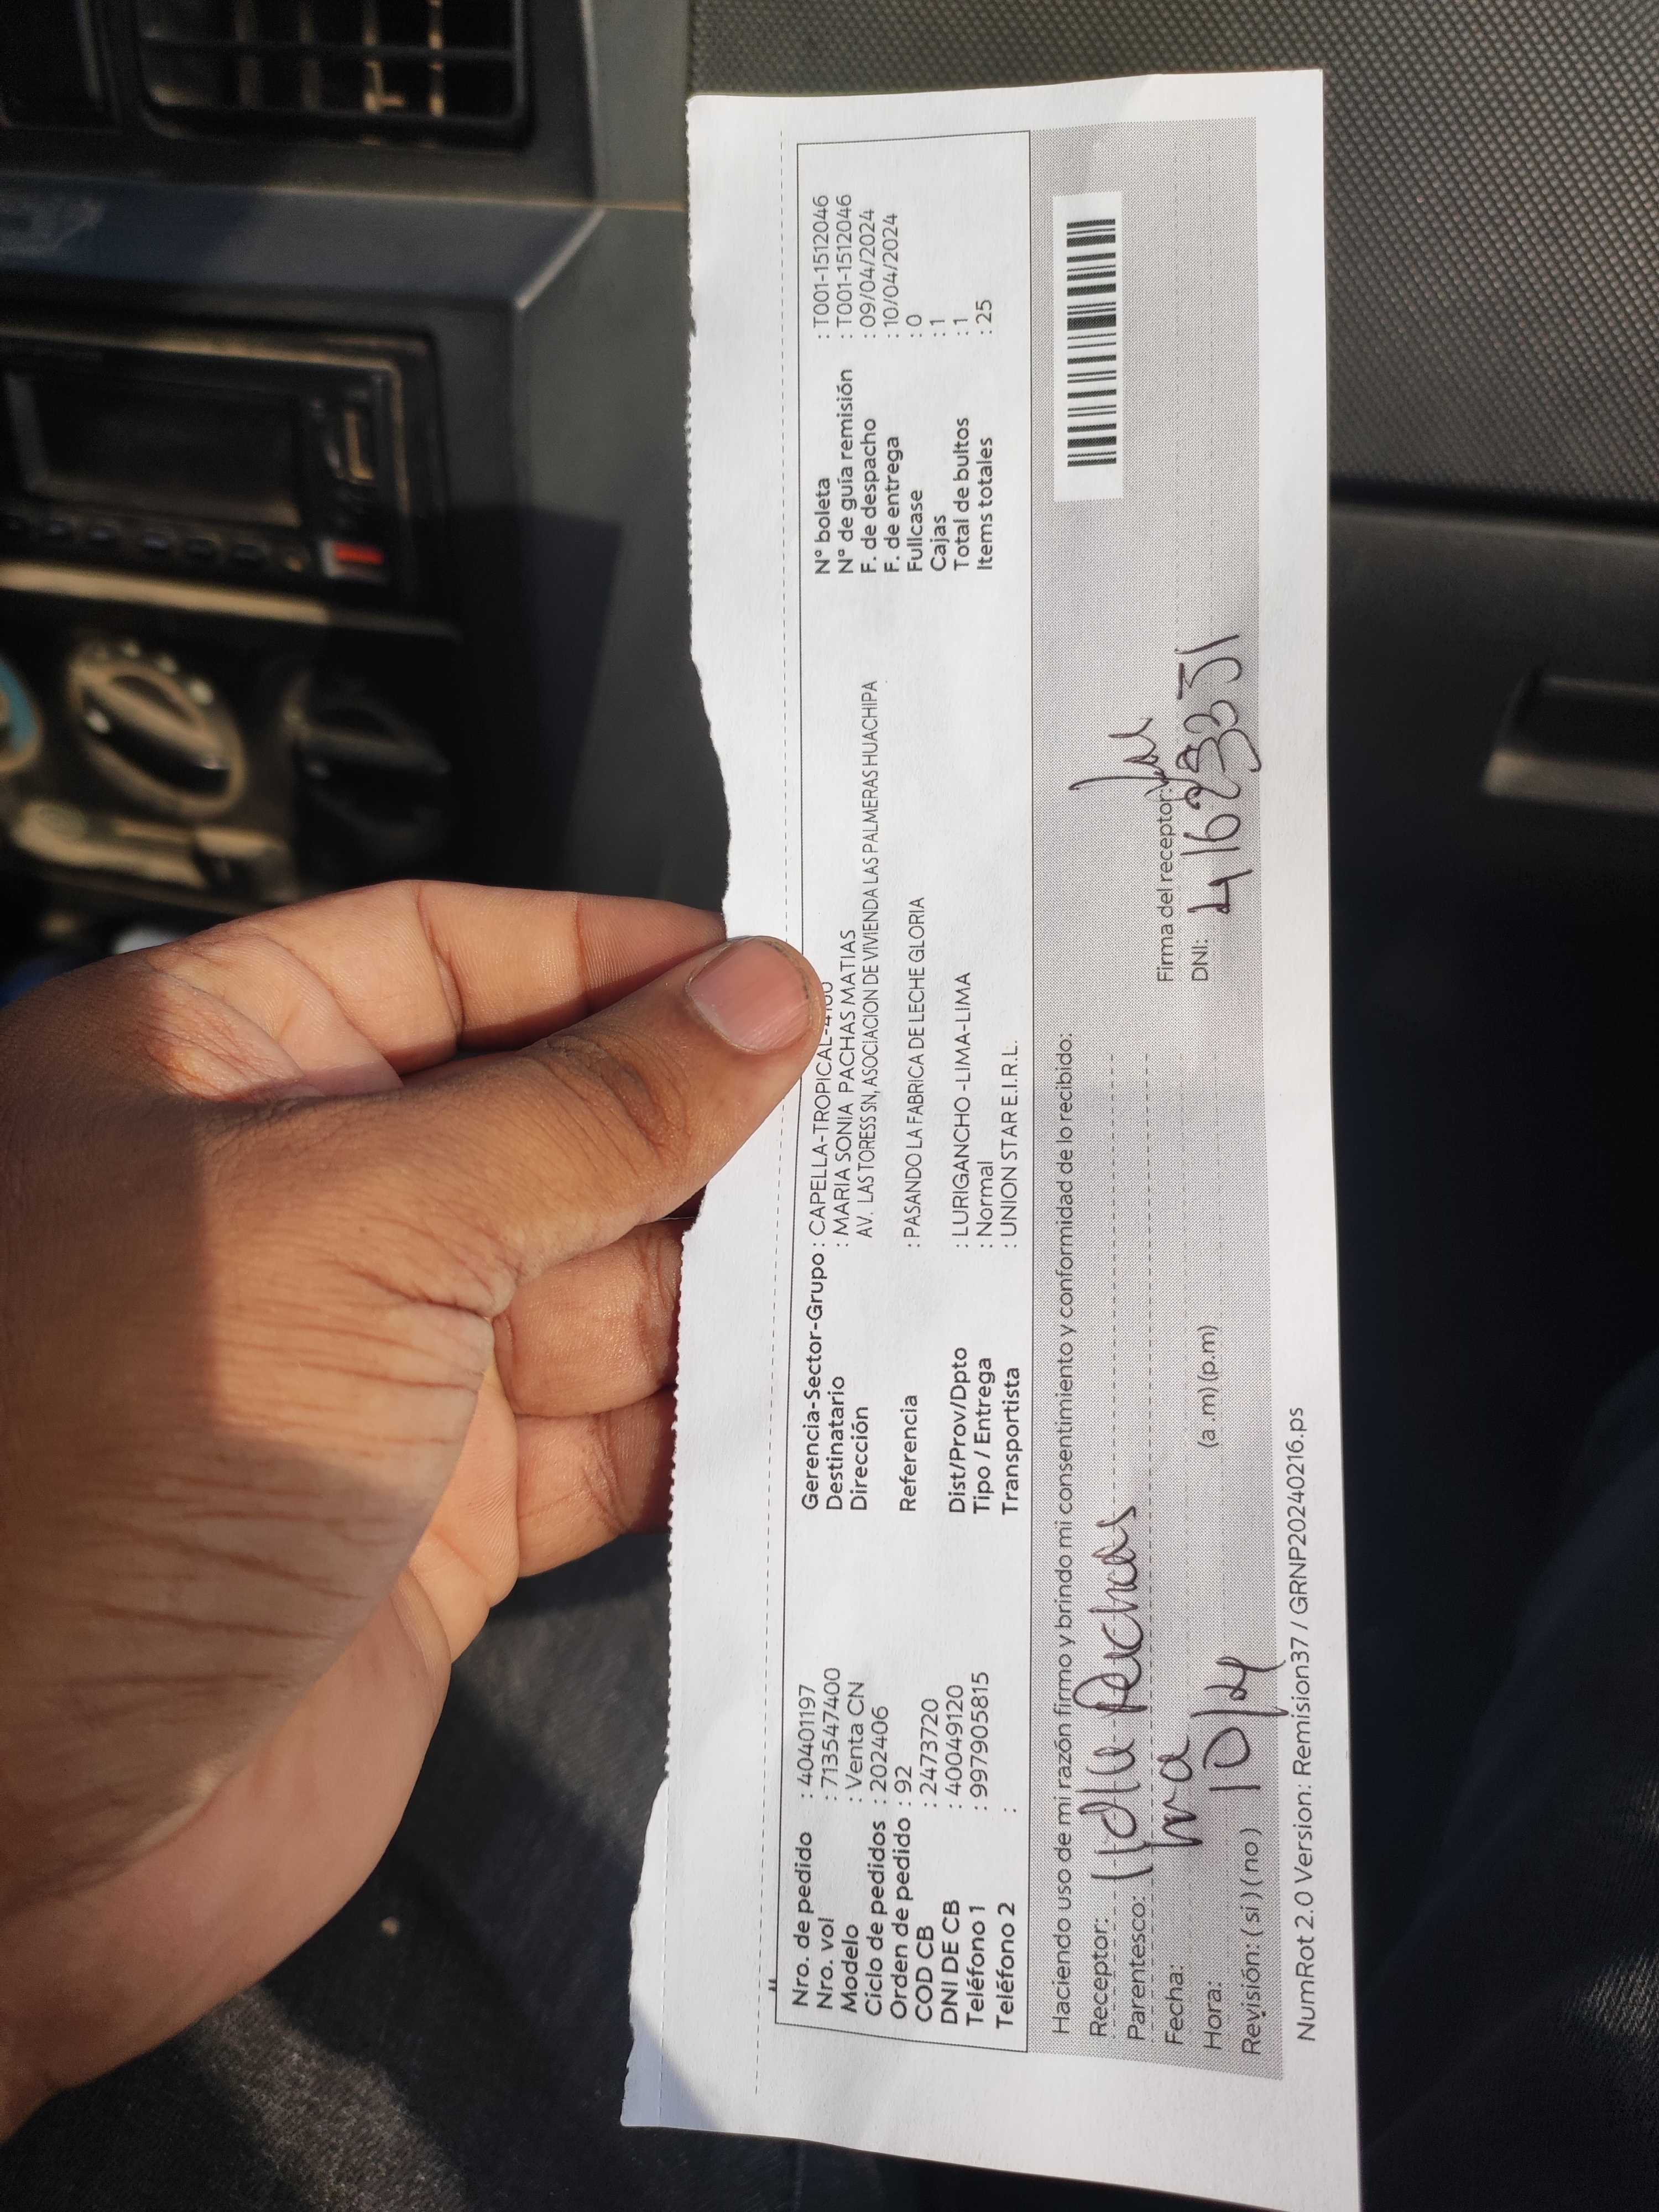 Nro. de pedido : 40401197
Nro. vol : 713547400
Modelo : Venta CN
Ciclo de pedidos : 202406
Orden de pedido : 92
COD CB : 2473720
DNI DE CB : 40049120
Teléfono 1 : 997905815
Teléfono 2 :
Gerencia-Sector-Grupo : CAPELLA-TROPICAL-
Destinatario : MARIA SONIA PACHAS MATIAS
Dirección AV. LAS TORESS SN, ASOCIACION DE VIVIENDA LAS PALMERAS HUACHIPA
Referencia : PASANDO LA FABRICA DE LECHE GLORIA
Dist/Prov/Dpto : LURIGANCHO -LIMA-LIMA
Tipo / Entrega : Normal
Transportista : UNION STAR E.I.R.L.
N° boleta : T001-1512046
N° de guía remisión : T001-1512046
F. de despacho : 09/04/2024
F. de entrega : 10/04/2024
Fullcase : 0
Cajas : 1
Total de bultos : 1
Items totales : 25
Haciendo uso de mi razón firmo y brindo mi consentimiento y conformidad de lo recibido:
Receptor: Pachas
Parentesco:
Fecha: 10/4
Hora: (a .m) (p.m)
Revisión: ( si ) ( no )
Firma del receptor:
DNI:
NumRot 2.0 Version: Remision37 / GRNP20240216.ps